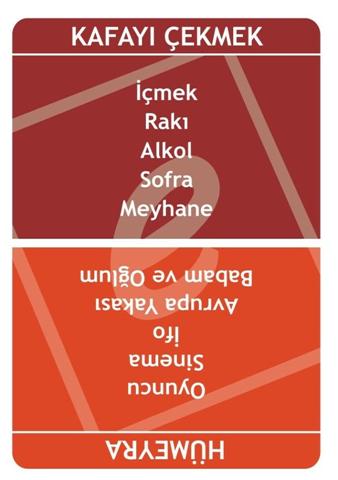 KAFAYI ÇEKMEK
İçmek
Rakı
Alkol
Sofra
Meyhane
HÜMEYRA
Oyuncu
Sinema
İfo
Avrupa Yakası
Babam ve Oğlum